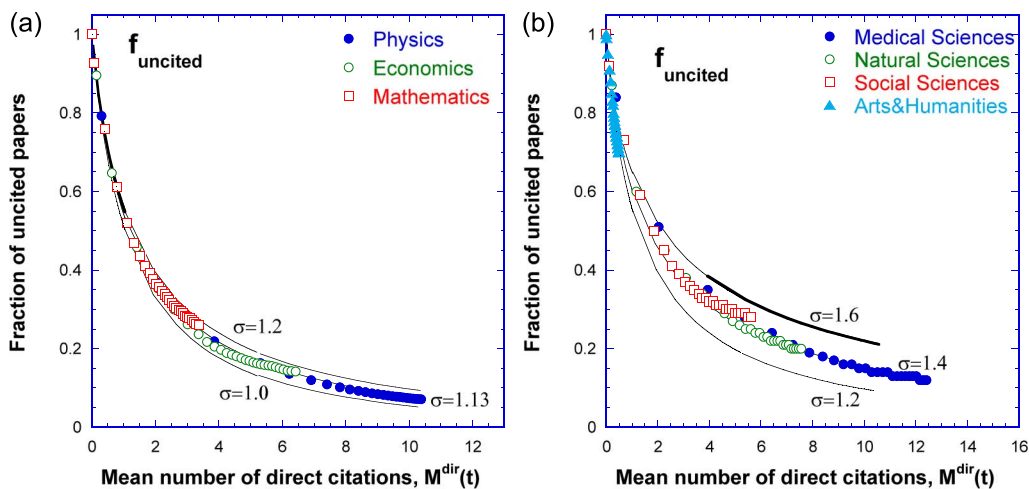 (a)
f uncited
Physics
Economics
Mathematics
σ=1.2
σ=1.0
σ=1.13
Fraction of uncited papers
1
0.8
0.6
0.4
0.2
0
0 2 4 6 8 10 12
Mean number of direct citations, M^dir(t)
(b)
f uncited
Medical Sciences
Natural Sciences
Social Sciences
Arts&Humanities
σ=1.6
σ=1.4
σ=1.2
Fraction of uncited papers
1
0.8
0.6
0.4
0.2
0
0 2 4 6 8 10 12 14 16
Mean number of direct citations, M^dir(t)